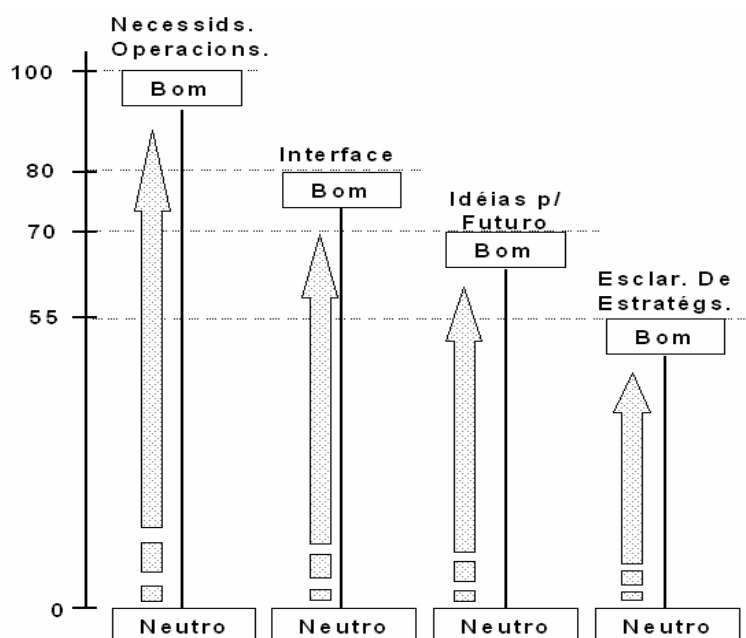 Necessids.
Operacions.
100
Bom
Interface
80
Bom
Idéias p/
Futuro
70
Bom
Esclar. De
Estratégs.
55
Bom
0
Neutro
Neutro
Neutro
Neutro